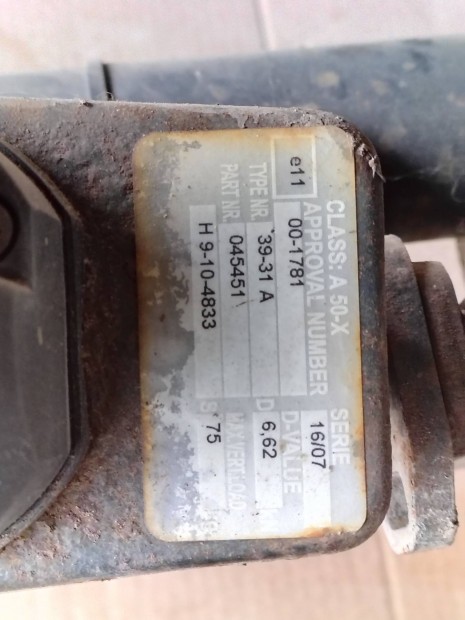 CLASS: A 50-X SERIE
e11 APPROVAL NUMBER 16/07
00-1781 D-VALUE
TYPE NR. 39-31 A D 6,62
PART NR. 045451 MAX.VERT.LOAD
H 9-10-4833 S 75